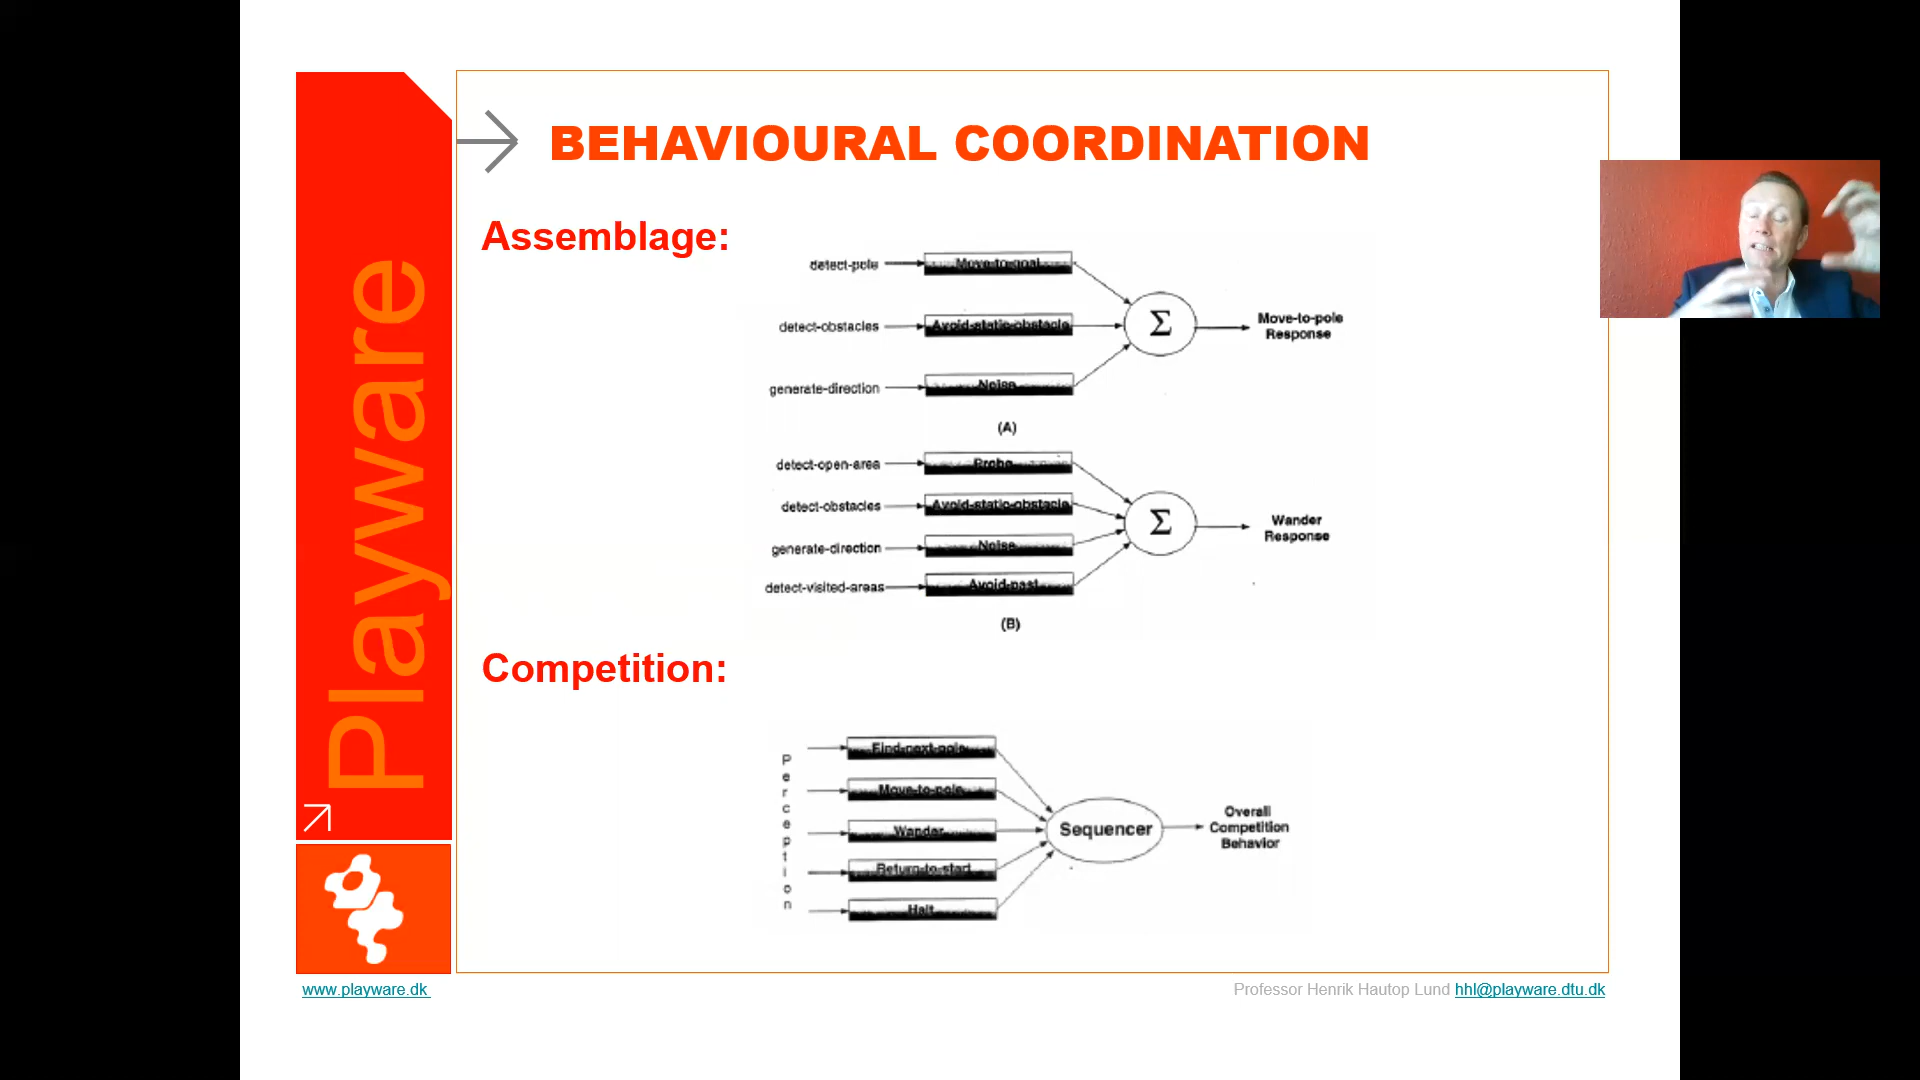 BEHAVIOURAL COORDINATION
Playware
Assemblage:
detect-pole
Move-to-goal
detect-obstacles
Avoid-static-obstacle
generate-direction
Noise
Σ
Move-to-pole
Response
(A)
detect-open-area
Probe
detect-obstacles
Avoid-static-obstacle
generate-direction
Noise
detect-visited-areas
Avoid-past
Σ
Wander
Response
(B)
Competition:
Perception
Find-next-pole
Move-to-pole
Wander
Return-to-start
Halt
Sequencer
Overall
Competition
Behavior
www.playware.dk
Professor Henrik Hautop Lund hhl@playware.dtu.dk